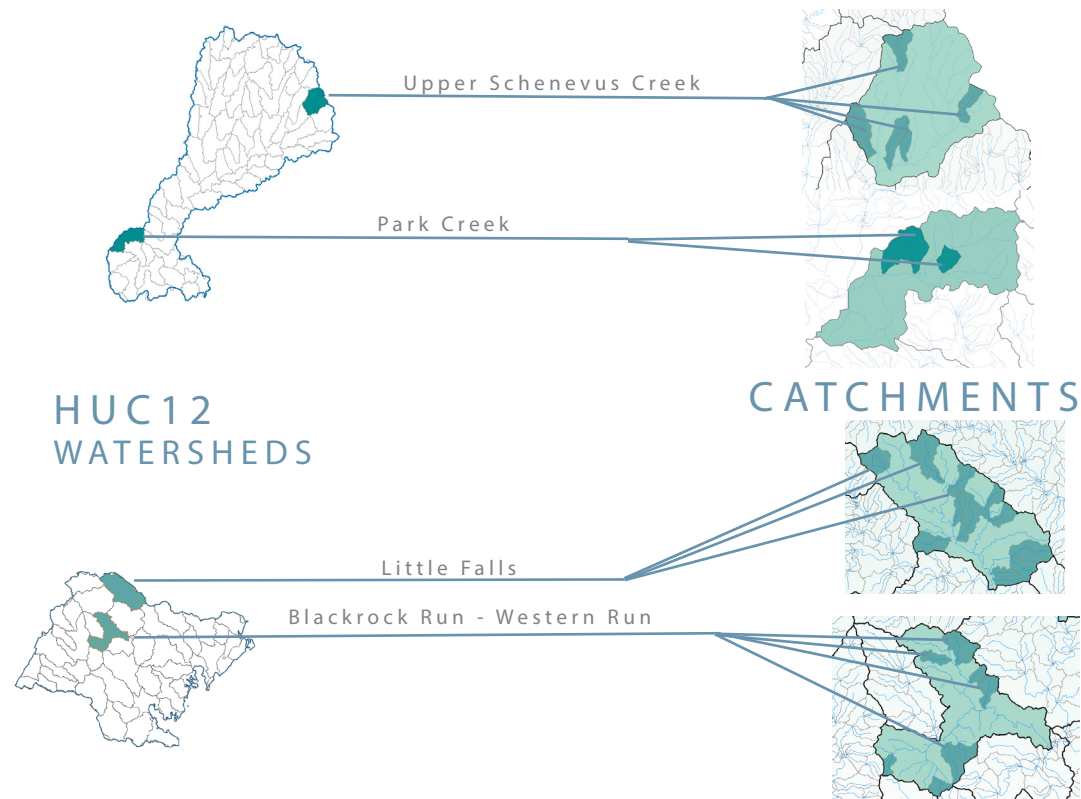 Upper Schenevus Creek
Park Creek
HUC12
WATERSHEDS
CATCHMENTS
Little Falls
Blackrock Run - Western Run